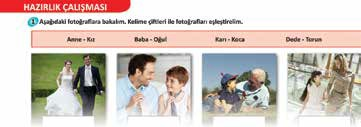 HAZIRLIK ÇALIŞMASI
1 Aşağıdaki fotoğraflara bakalım. Kelime çiftleri ile fotoğrafları eşleştirelim.
Anne - Kız Baba - Oğul Karı - Koca Dede - Torun